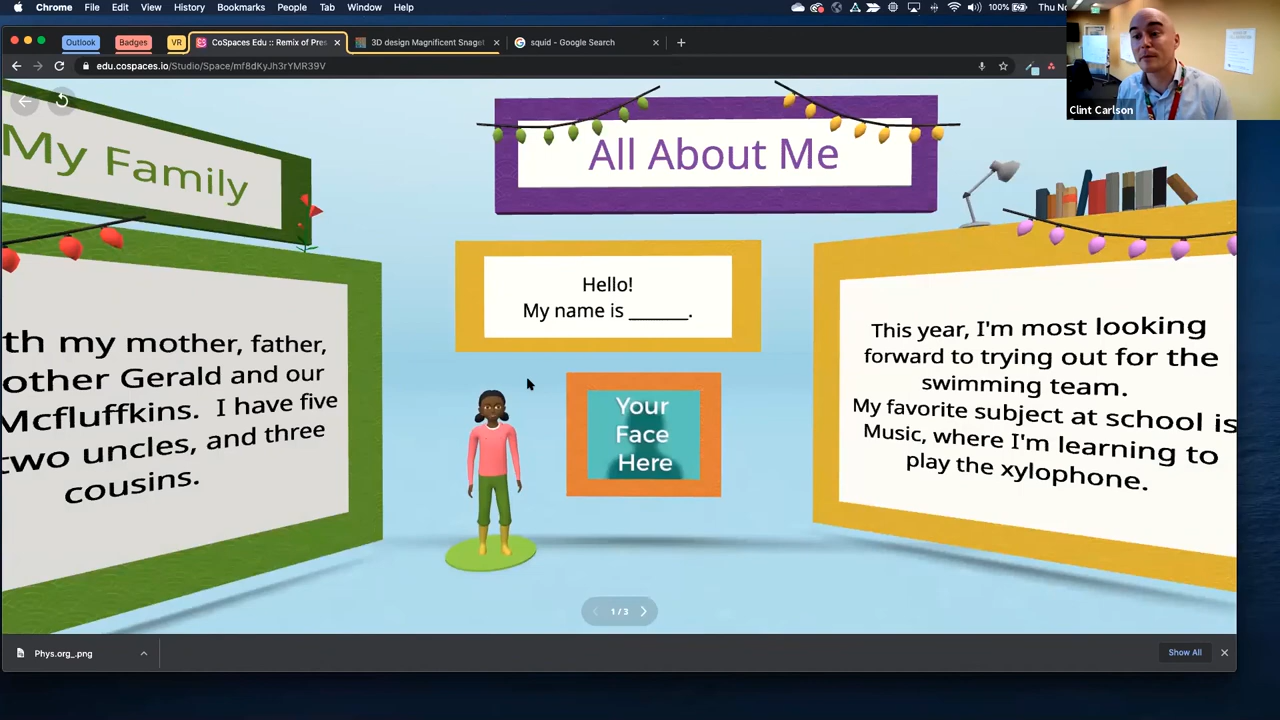 Chrome File Edit View History Bookmarks People Tab Window Help 100% Thu No
Outlook Badges VR CoSpaces Edu :: Remix of Pres 3D design Magnificent Snaget squid - Google Search
edu.cospaces.io/Studio/Space/mf8dKyJh3rYMR39V
Clint Carlson
My Family
th my mother, father,
other Gerald and our
Mcfluffkins. I have five
two uncles, and three
cousins.
All About Me
Hello!
My name is _______.
Your
Face
Here
This year, I'm most looking
forward to trying out for the
swimming team.
My favorite subject at school is
Music, where I'm learning to
play the xylophone.
1 / 3
Phys.org_.png
Show All